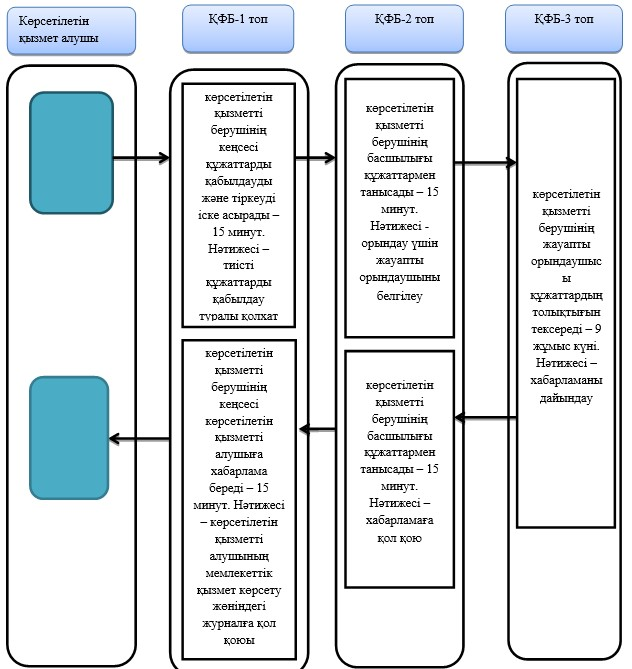 Көрсетілетін
қызмет алушы
ҚФБ-1 топ
ҚФБ-2 топ
ҚФБ-3 топ
көрсетілетін
қызметті
берушінің
кеңсесі
құжаттарды
қабылдауды
және тіркеуді
іске асырады –
15 минут.
Нәтижесі –
тиісті
құжаттарды
қабылдау
туралы қолхат
көрсетілетін
қызметті
берушінің
басшылығы
құжаттармен
танысады – 15
минут.
Нәтижесі -
орындау үшін
жауапты
орындаушыны
белгілеу
көрсетілетін
қызметті
берушінің
жауапты
орындаушыс
ы
құжаттардың
толықтығын
тексереді – 9
жұмыс күні.
Нәтижесі –
хабарламаны
дайындау
көрсетілетін
қызметті
берушінің
басшылығы
құжаттармен
танысады – 15
минут.
Нәтижесі –
хабарламаға
қол қою
көрсетілетін
қызметті
берушінің
кеңсесі
көрсетілетін
қызметті
алушыға
хабарлама
береді – 15
минут. Нәтижесі
– көрсетілетін
қызметті
алушының
мемлекеттік
қызмет көрсету
жөніндегі
журналға қол
қоюы